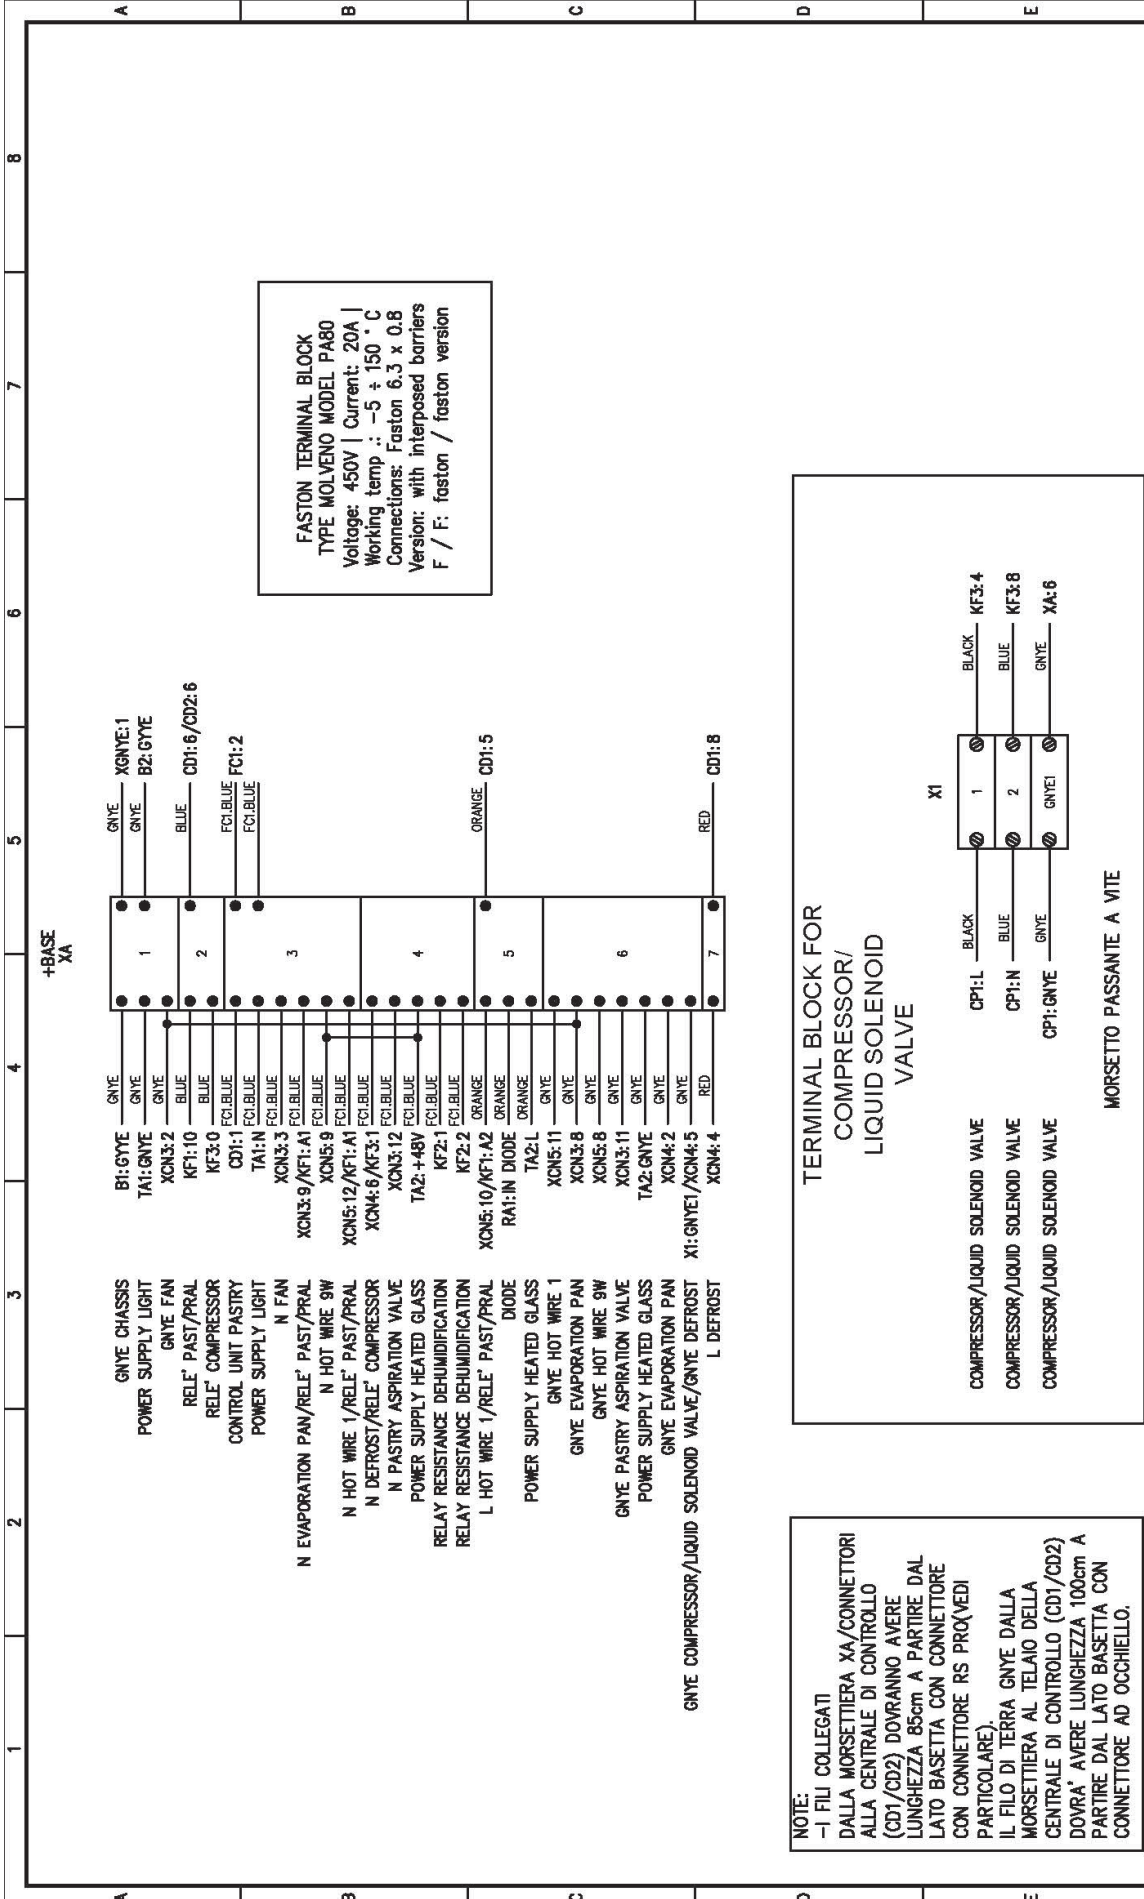 1
2
3
4
5
6
7
8
A
B
C
D
E
+BASE
XA
GNYE CHASSIS B1:GYYE GNYE
POWER SUPPLY LIGHT TA1:GNYE GNYE
GNYE FAN XCN3:2 GNYE
RELE' PAST/PRAL KF1:10 BLUE
RELE' COMPRESSOR KF3:0 BLUE
CONTROL UNIT PASTRY CD1:1 FC1.BLUE
POWER SUPPLY LIGHT TA1:N FC1.BLUE
N FAN XCN3:3 FC1.BLUE
N EVAPORATION PAN/RELE' PAST/PRAL XCN3:9/KF1:A1 FC1.BLUE
N HOT WIRE 9W XCN5:9 FC1.BLUE
N HOT WIRE 1/RELE' PAST/PRAL XCN5:12/KF1:A1 FC1.BLUE
N DEFROST/RELE' COMPRESSOR XCN4:6/KF3:1 FC1.BLUE
N PASTRY ASPIRATION VALVE XCN3:12 FC1.BLUE
POWER SUPPLY HEATED GLASS TA2:+48V FC1.BLUE
RELAY RESISTANCE DEHUMIDIFICATION KF2:1 FC1.BLUE
RELAY RESISTANCE DEHUMIDIFICATION KF2:2 FC1.BLUE
L HOT WIRE 1/RELE' PAST/PRAL XCN5:10/KF1:A2 ORANGE
DIODE RA1:IN DIODE ORANGE
POWER SUPPLY HEATED GLASS TA2:L ORANGE
GNYE HOT WIRE 1 XCN5:11 GNYE
GNYE EVAPORATION PAN XCN3:8 GNYE
GNYE HOT WIRE 9W XCN5:8 GNYE
GNYE PASTRY ASPIRATION VALVE XCN3:11 GNYE
POWER SUPPLY HEATED GLASS TA2:GNYE GNYE
GNYE EVAPORATION PAN XCN4:2 GNYE
GNYE COMPRESSOR/LIQUID SOLENOID VALVE/GNYE DEFROST X1:GNYE1/XCN4:5 GNYE
L DEFROST XCN4:4 RED
1
2
3
4
5
6
7
GNYE XGNYE:1
GNYE B2:GYYE
BLUE CD1:6/CD2:6
FC1.BLUE FC1:2
FC1.BLUE
ORANGE CD1:5
RED CD1:8
FASTON TERMINAL BLOCK
TYPE MOLVENO MODEL PA80
Voltage: 450V | Current: 20A |
Working temp .: -5 ÷ 150 ° C
Connections: Faston 6.3 x 0.8
Version: with interposed barriers
F / F: faston / faston version
NOTE:
-I FILI COLLEGATI
DALLA MORSETTIERA XA/CONNETTORI
ALLA CENTRALE DI CONTROLLO
(CD1/CD2) DOVRANNO AVERE
LUNGHEZZA 85cm A PARTIRE DAL
LATO BASETTA CON CONNETTORE
CON CONNETTORE RS PRO(VEDI
PARTICOLARE).
IL FILO DI TERRA GNYE DALLA
MORSETTIERA AL TELAIO DELLA
CENTRALE DI CONTROLLO (CD1/CD2)
DOVRA' AVERE LUNGHEZZA 100cm A
PARTIRE DAL LATO BASETTA CON
CONNETTORE AD OCCHIELLO.
TERMINAL BLOCK FOR
COMPRESSOR/
LIQUID SOLENOID
VALVE
X1
COMPRESSOR/LIQUID SOLENOID VALVE CP1:L BLACK 1 BLACK KF3:4
COMPRESSOR/LIQUID SOLENOID VALVE CP1:N BLUE 2 BLUE KF3:8
COMPRESSOR/LIQUID SOLENOID VALVE CP1:GNYE GNYE GNYE1 GNYE XA:6
MORSETTO PASSANTE A VITE
A
B
C
D
E